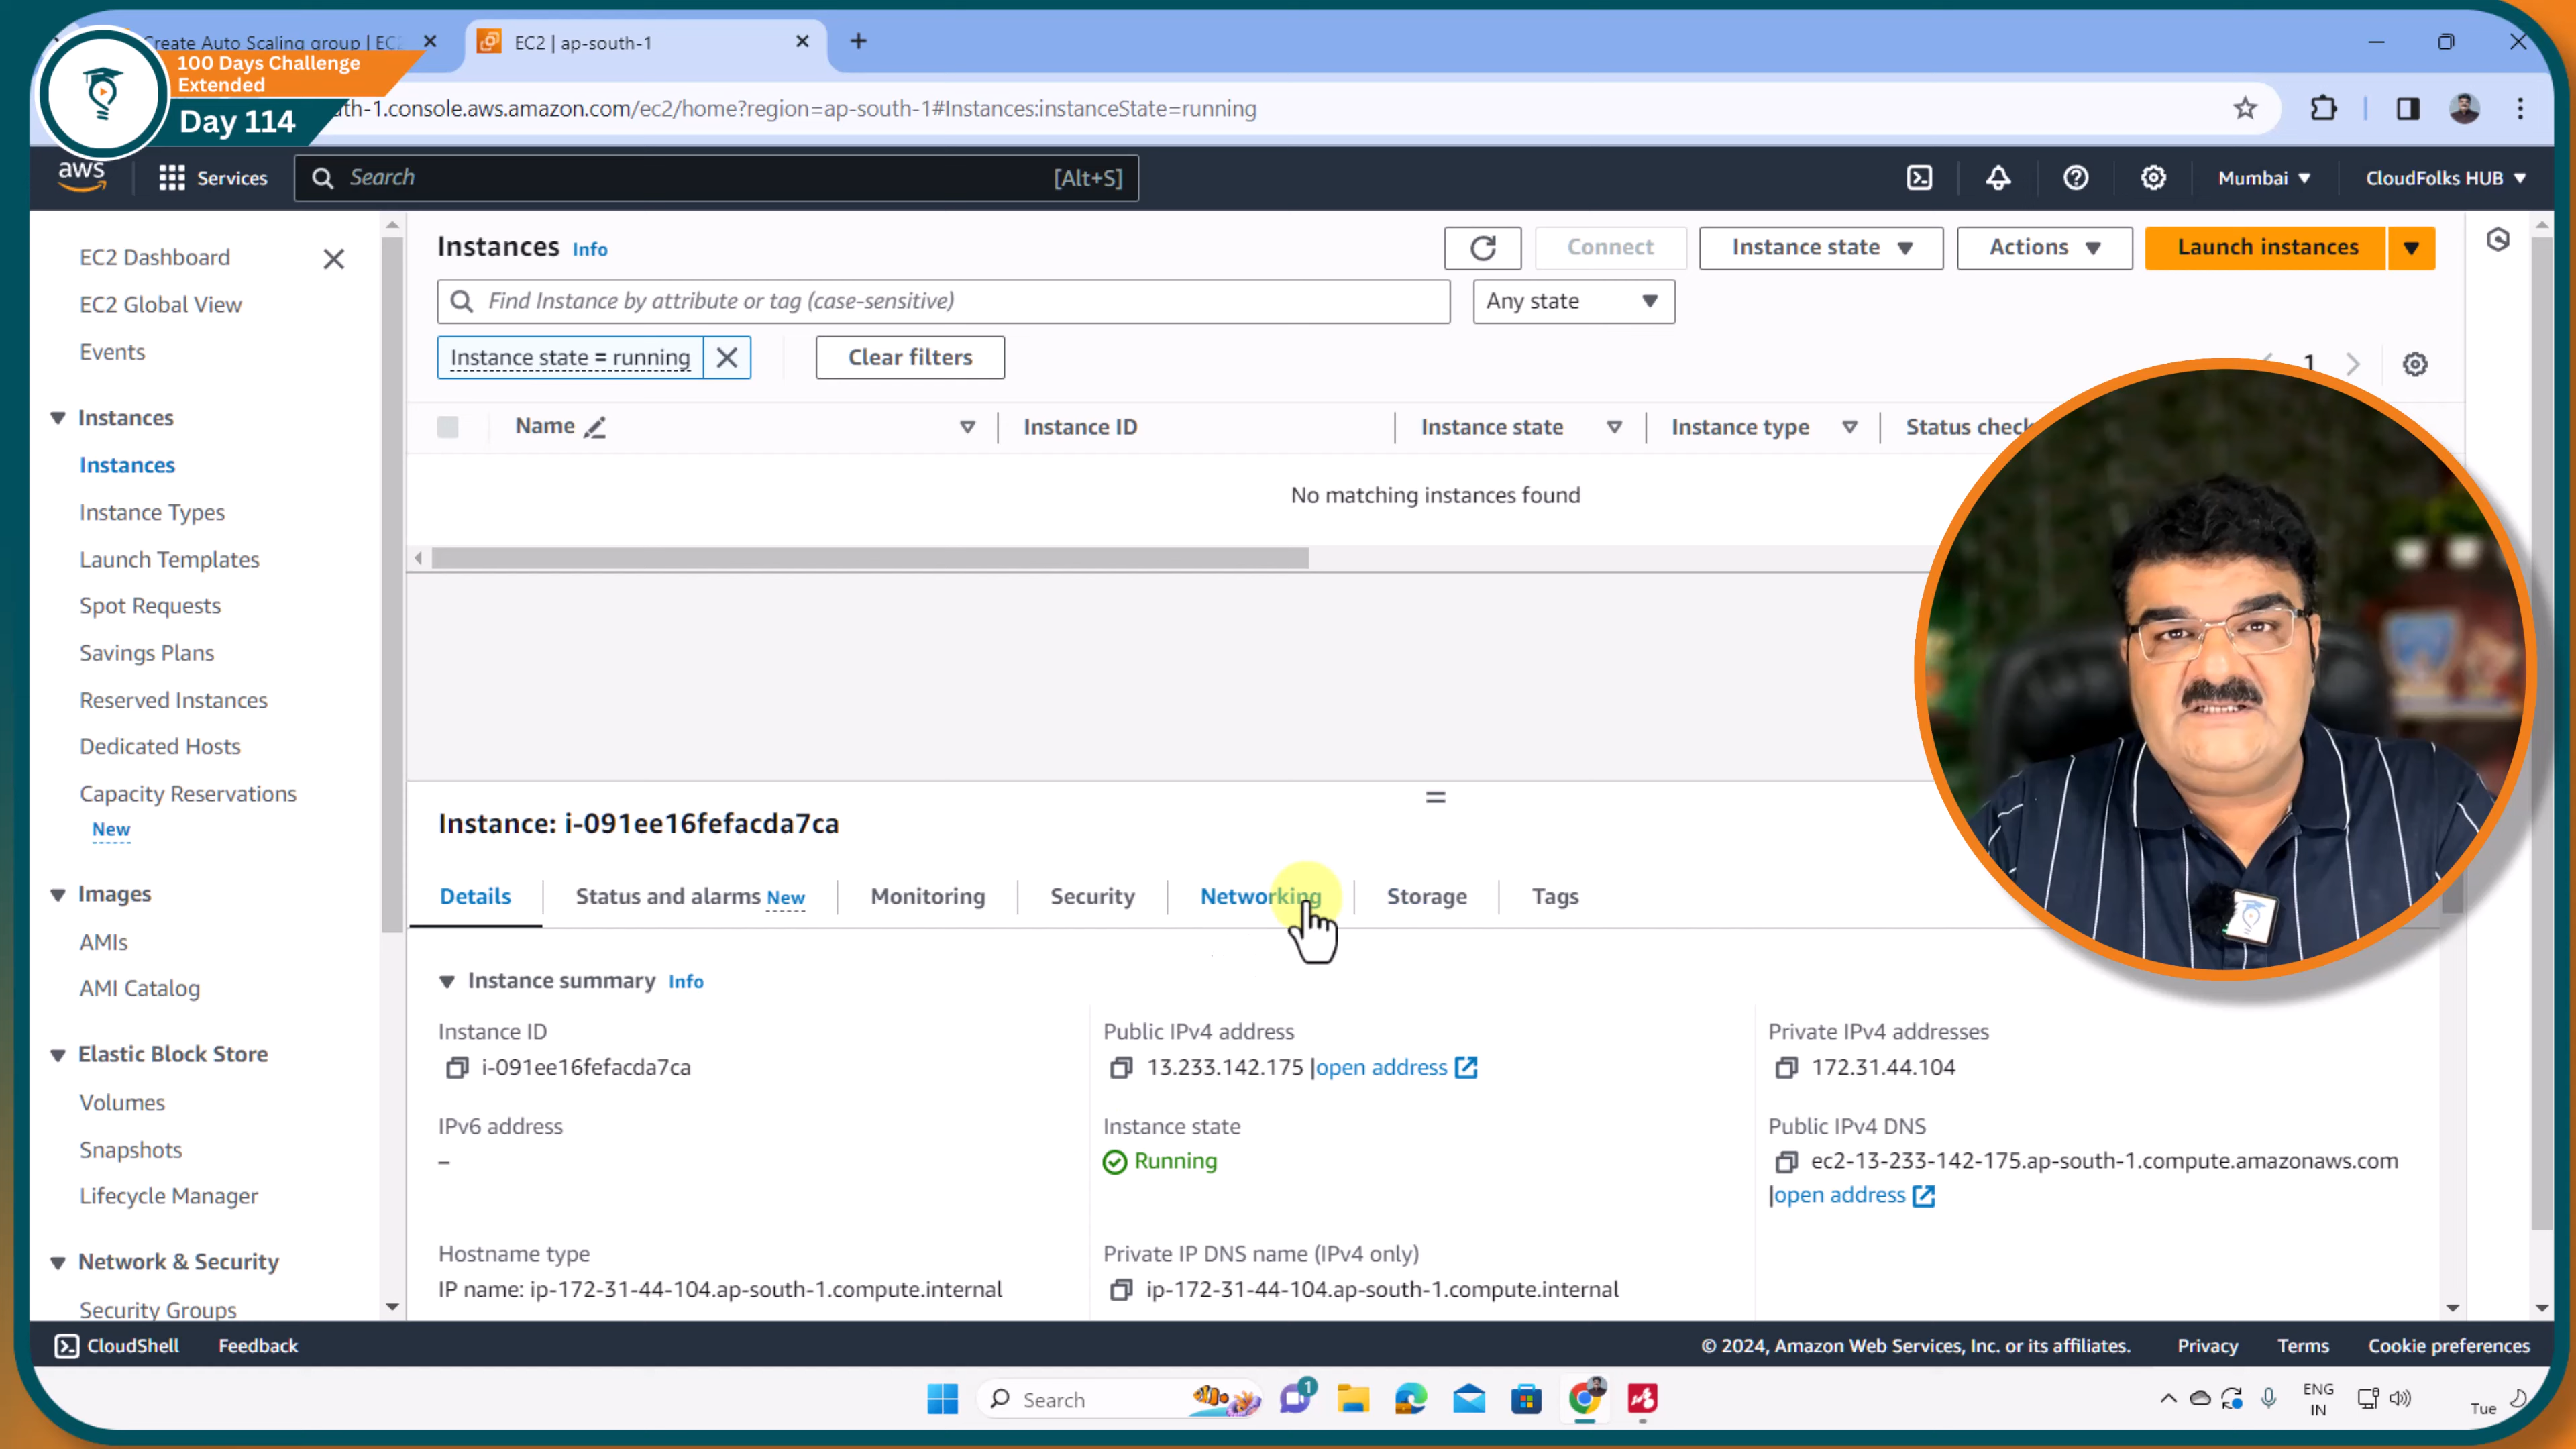 Create Auto Scaling group | EC2
EC2 | ap-south-1
100 Days Challenge
Extended
Day 114
th-1.console.aws.amazon.com/ec2/home?region=ap-south-1#Instances:instanceState=running
aws
Services
Search
[Alt+S]
Mumbai
CloudFolks HUB
EC2 Dashboard
EC2 Global View
Events
Instances
Instances
Instance Types
Launch Templates
Spot Requests
Savings Plans
Reserved Instances
Dedicated Hosts
Capacity Reservations
New
Images
AMIs
AMI Catalog
Elastic Block Store
Volumes
Snapshots
Lifecycle Manager
Network & Security
Security Groups
Instances Info
Connect
Instance state
Actions
Launch instances
Find Instance by attribute or tag (case-sensitive)
Any state
Instance state = running
Clear filters
1
Name
Instance ID
Instance state
Instance type
Status check
No matching instances found
Instance: i-091ee16fefacda7ca
Details
Status and alarms New
Monitoring
Security
Networking
Storage
Tags
Instance summary Info
Instance ID
i-091ee16fefacda7ca
Public IPv4 address
13.233.142.175 |open address
Private IPv4 addresses
172.31.44.104
IPv6 address
–
Instance state
Running
Public IPv4 DNS
ec2-13-233-142-175.ap-south-1.compute.amazonaws.com
|open address
Hostname type
IP name: ip-172-31-44-104.ap-south-1.compute.internal
Private IP DNS name (IPv4 only)
ip-172-31-44-104.ap-south-1.compute.internal
CloudShell
Feedback
© 2024, Amazon Web Services, Inc. or its affiliates.
Privacy
Terms
Cookie preferences
Search
1
ENG
IN
Tue